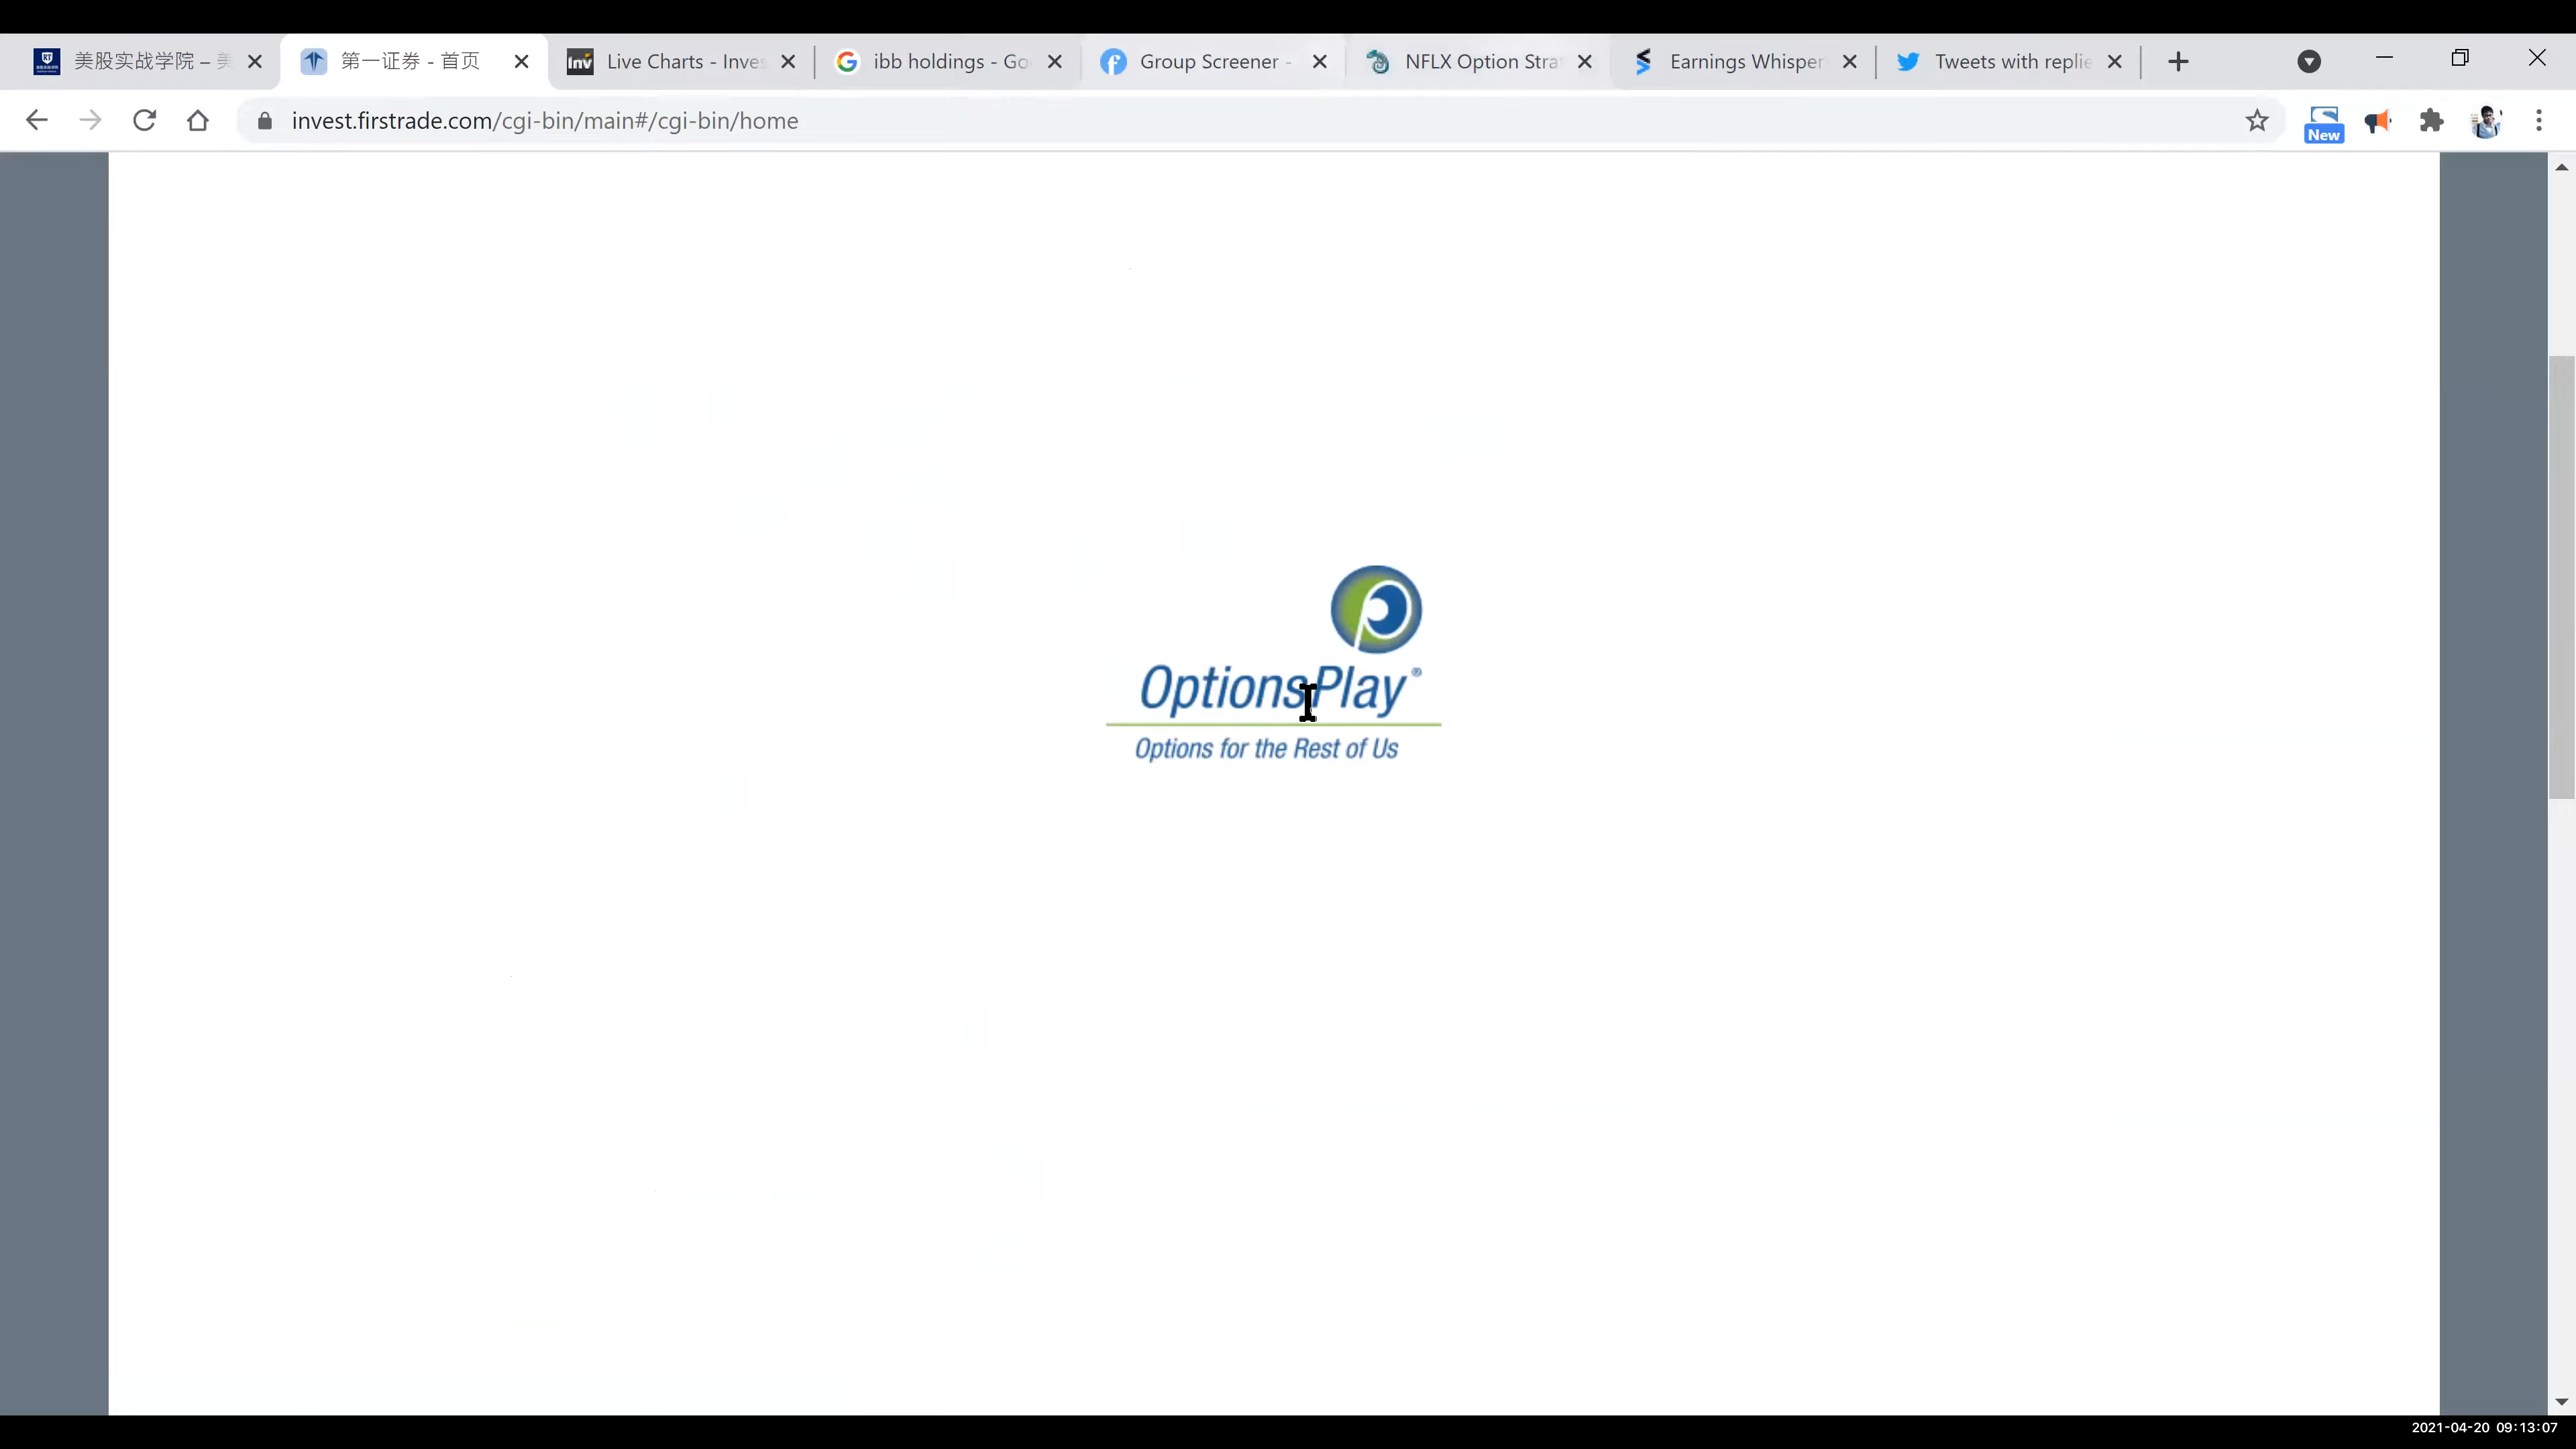 美股实战学院 –
第一证券 - 首页
Live Charts - Inves
ibb holdings - Go
Group Screener -
NFLX Option Stra
Earnings Whisper
Tweets with replie
invest.firstrade.com/cgi-bin/main#/cgi-bin/home
New
OptionsPlay®
Options for the Rest of Us
2021-04-20 09:13:07